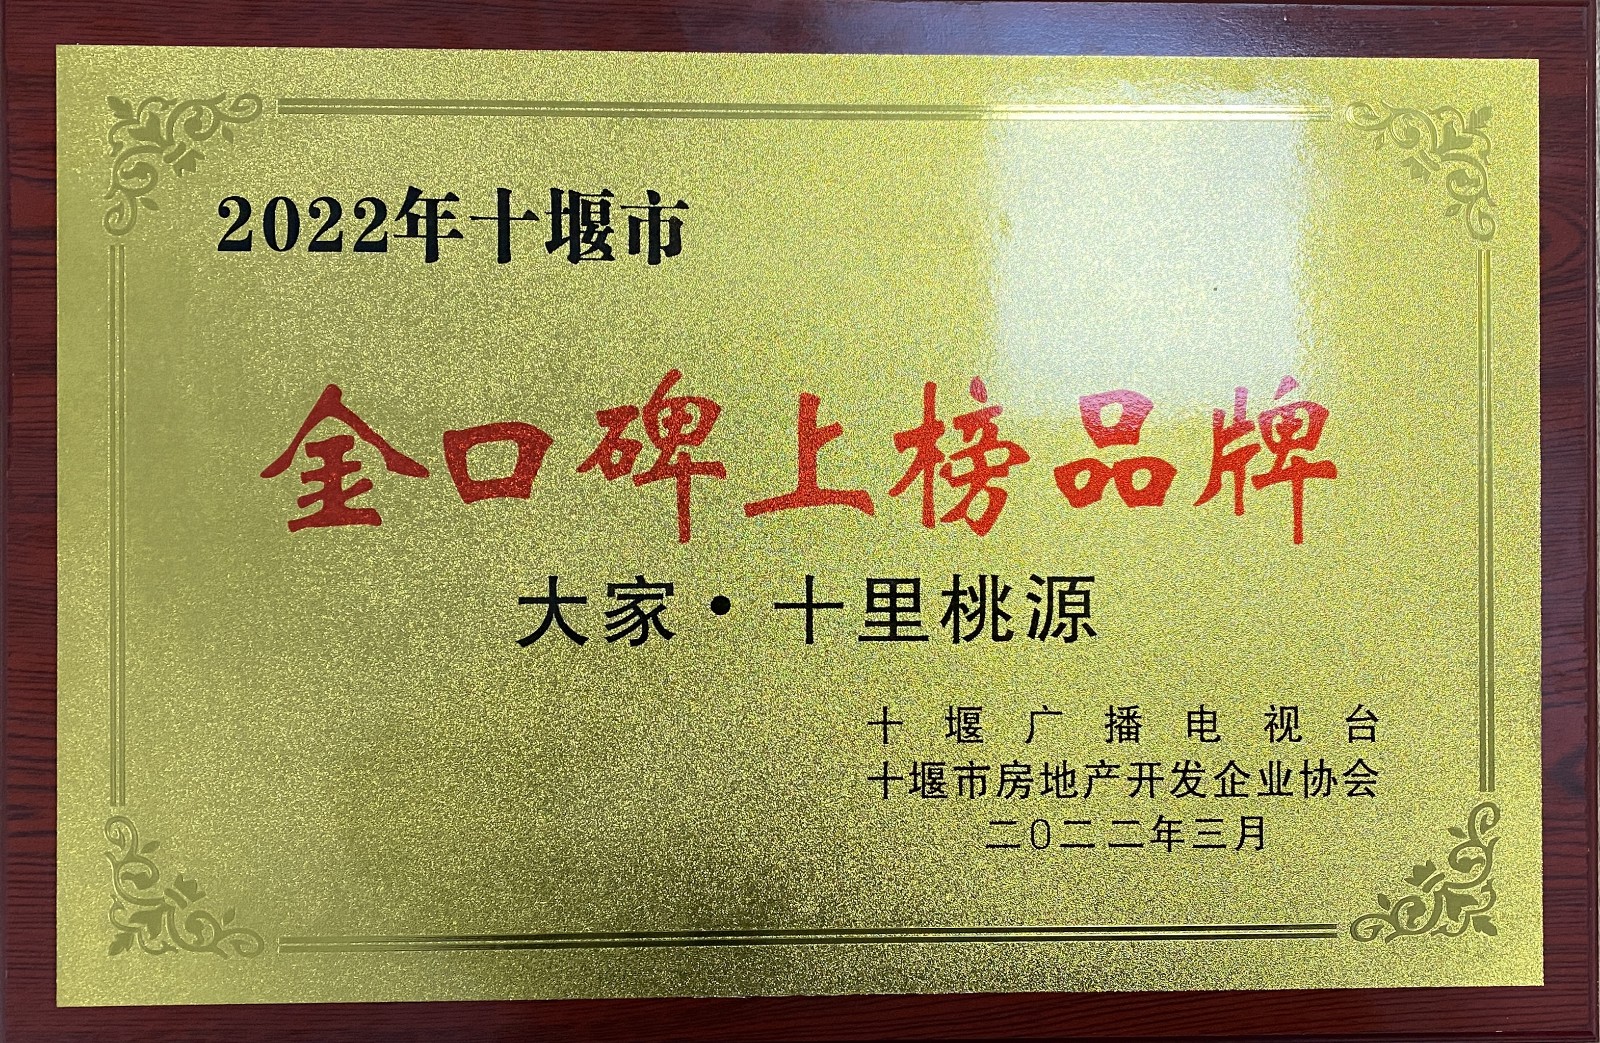 2022年十堰市
金口碑上榜品牌
大家·十里桃源
十堰广播电视台
十堰市房地产开发企业协会
二〇二二年三月